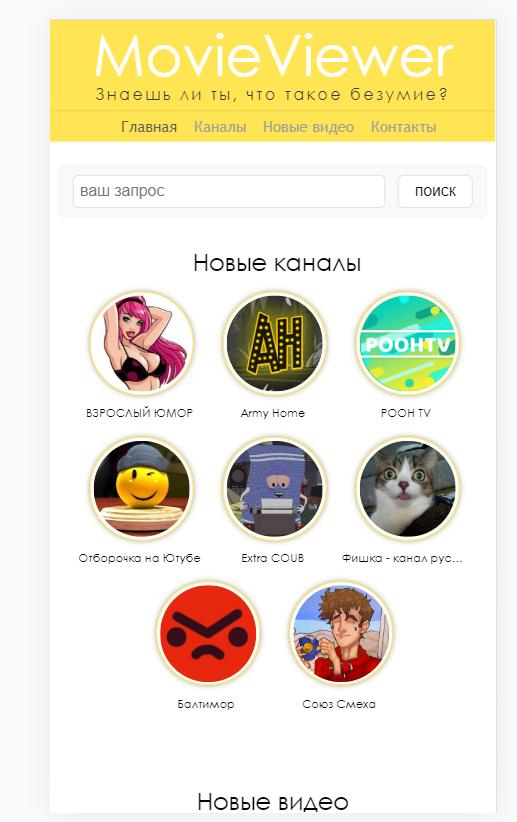 MovieViewer
Знаешь ли ты, что такое безумие?
Главная Каналы Новые видео Контакты
ваш запрос поиск
Новые каналы
AH
POOHTV
ВЗРОСЛЫЙ ЮМОР Army Home POOH TV
Отборочка на Ютубе Extra COUB Фишка - канал рус...
Балтимор Союз Смеха
Новые видео